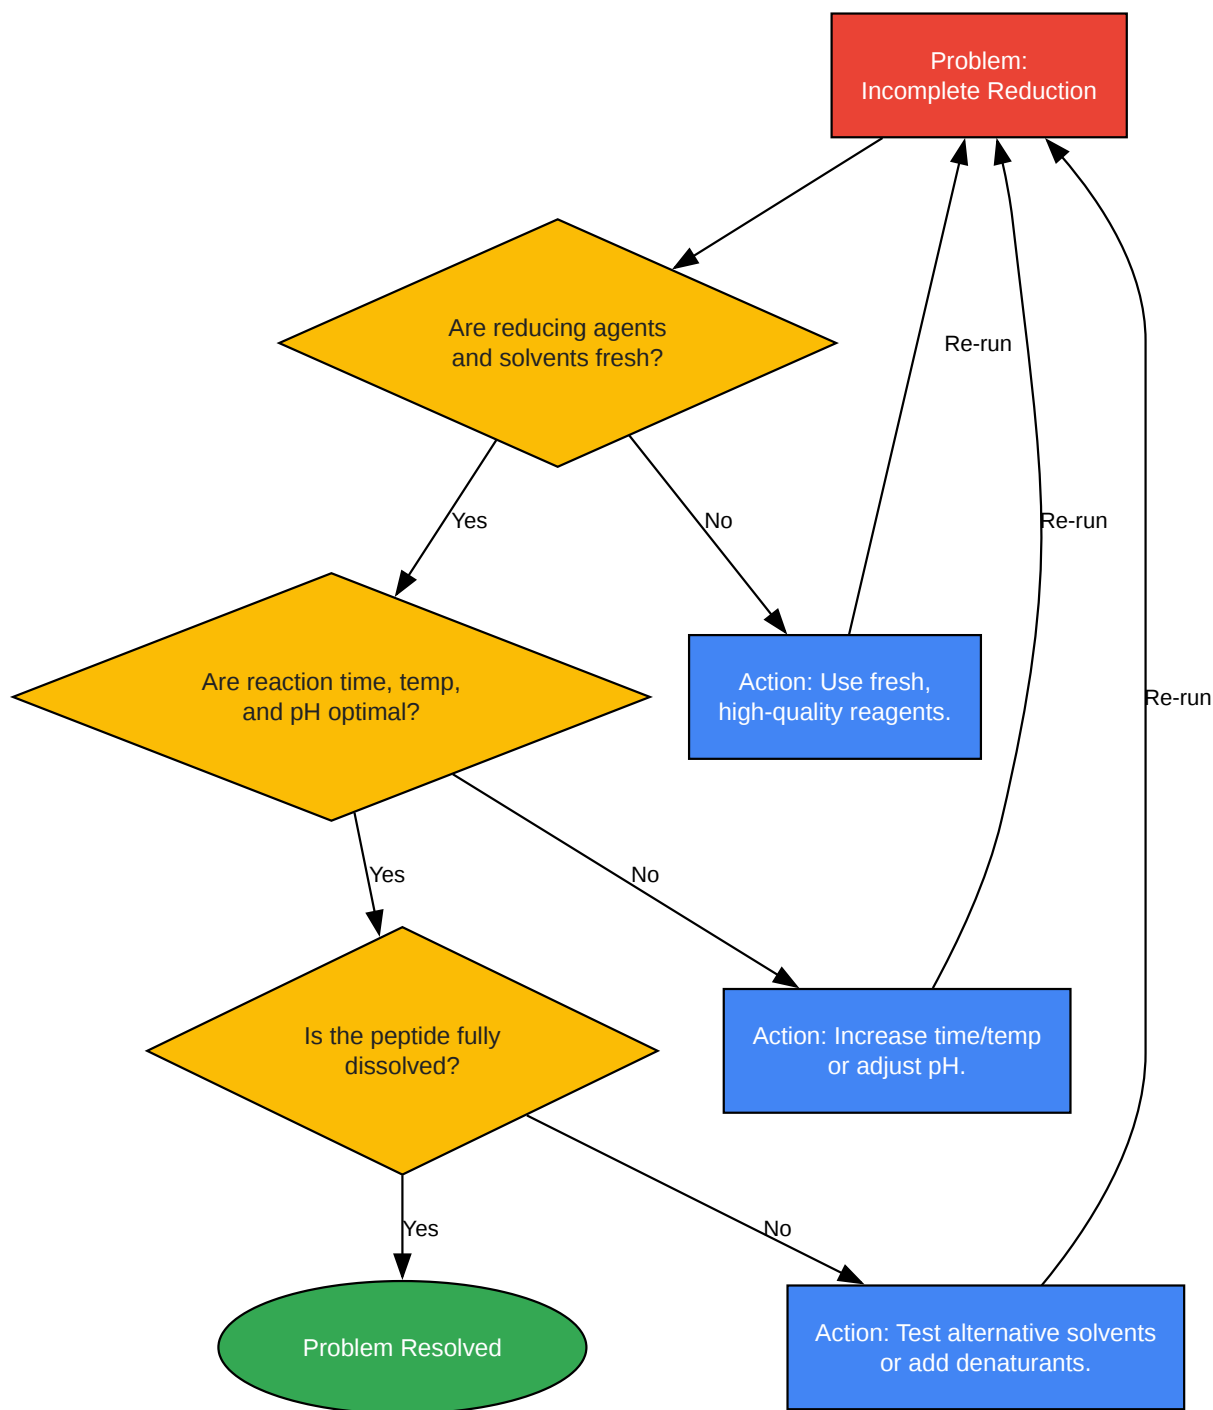 Problem:
Incomplete Reduction
Are reducing agents
and solvents fresh?
Re-run
Yes
No
Re-run
Are reaction time, temp,
and pH optimal?
Action: Use fresh,
high-quality reagents.
Re-run
Yes
No
Is the peptide fully
dissolved?
Action: Increase time/temp
or adjust pH.
Yes
No
Problem Resolved
Action: Test alternative solvents
or add denaturants.